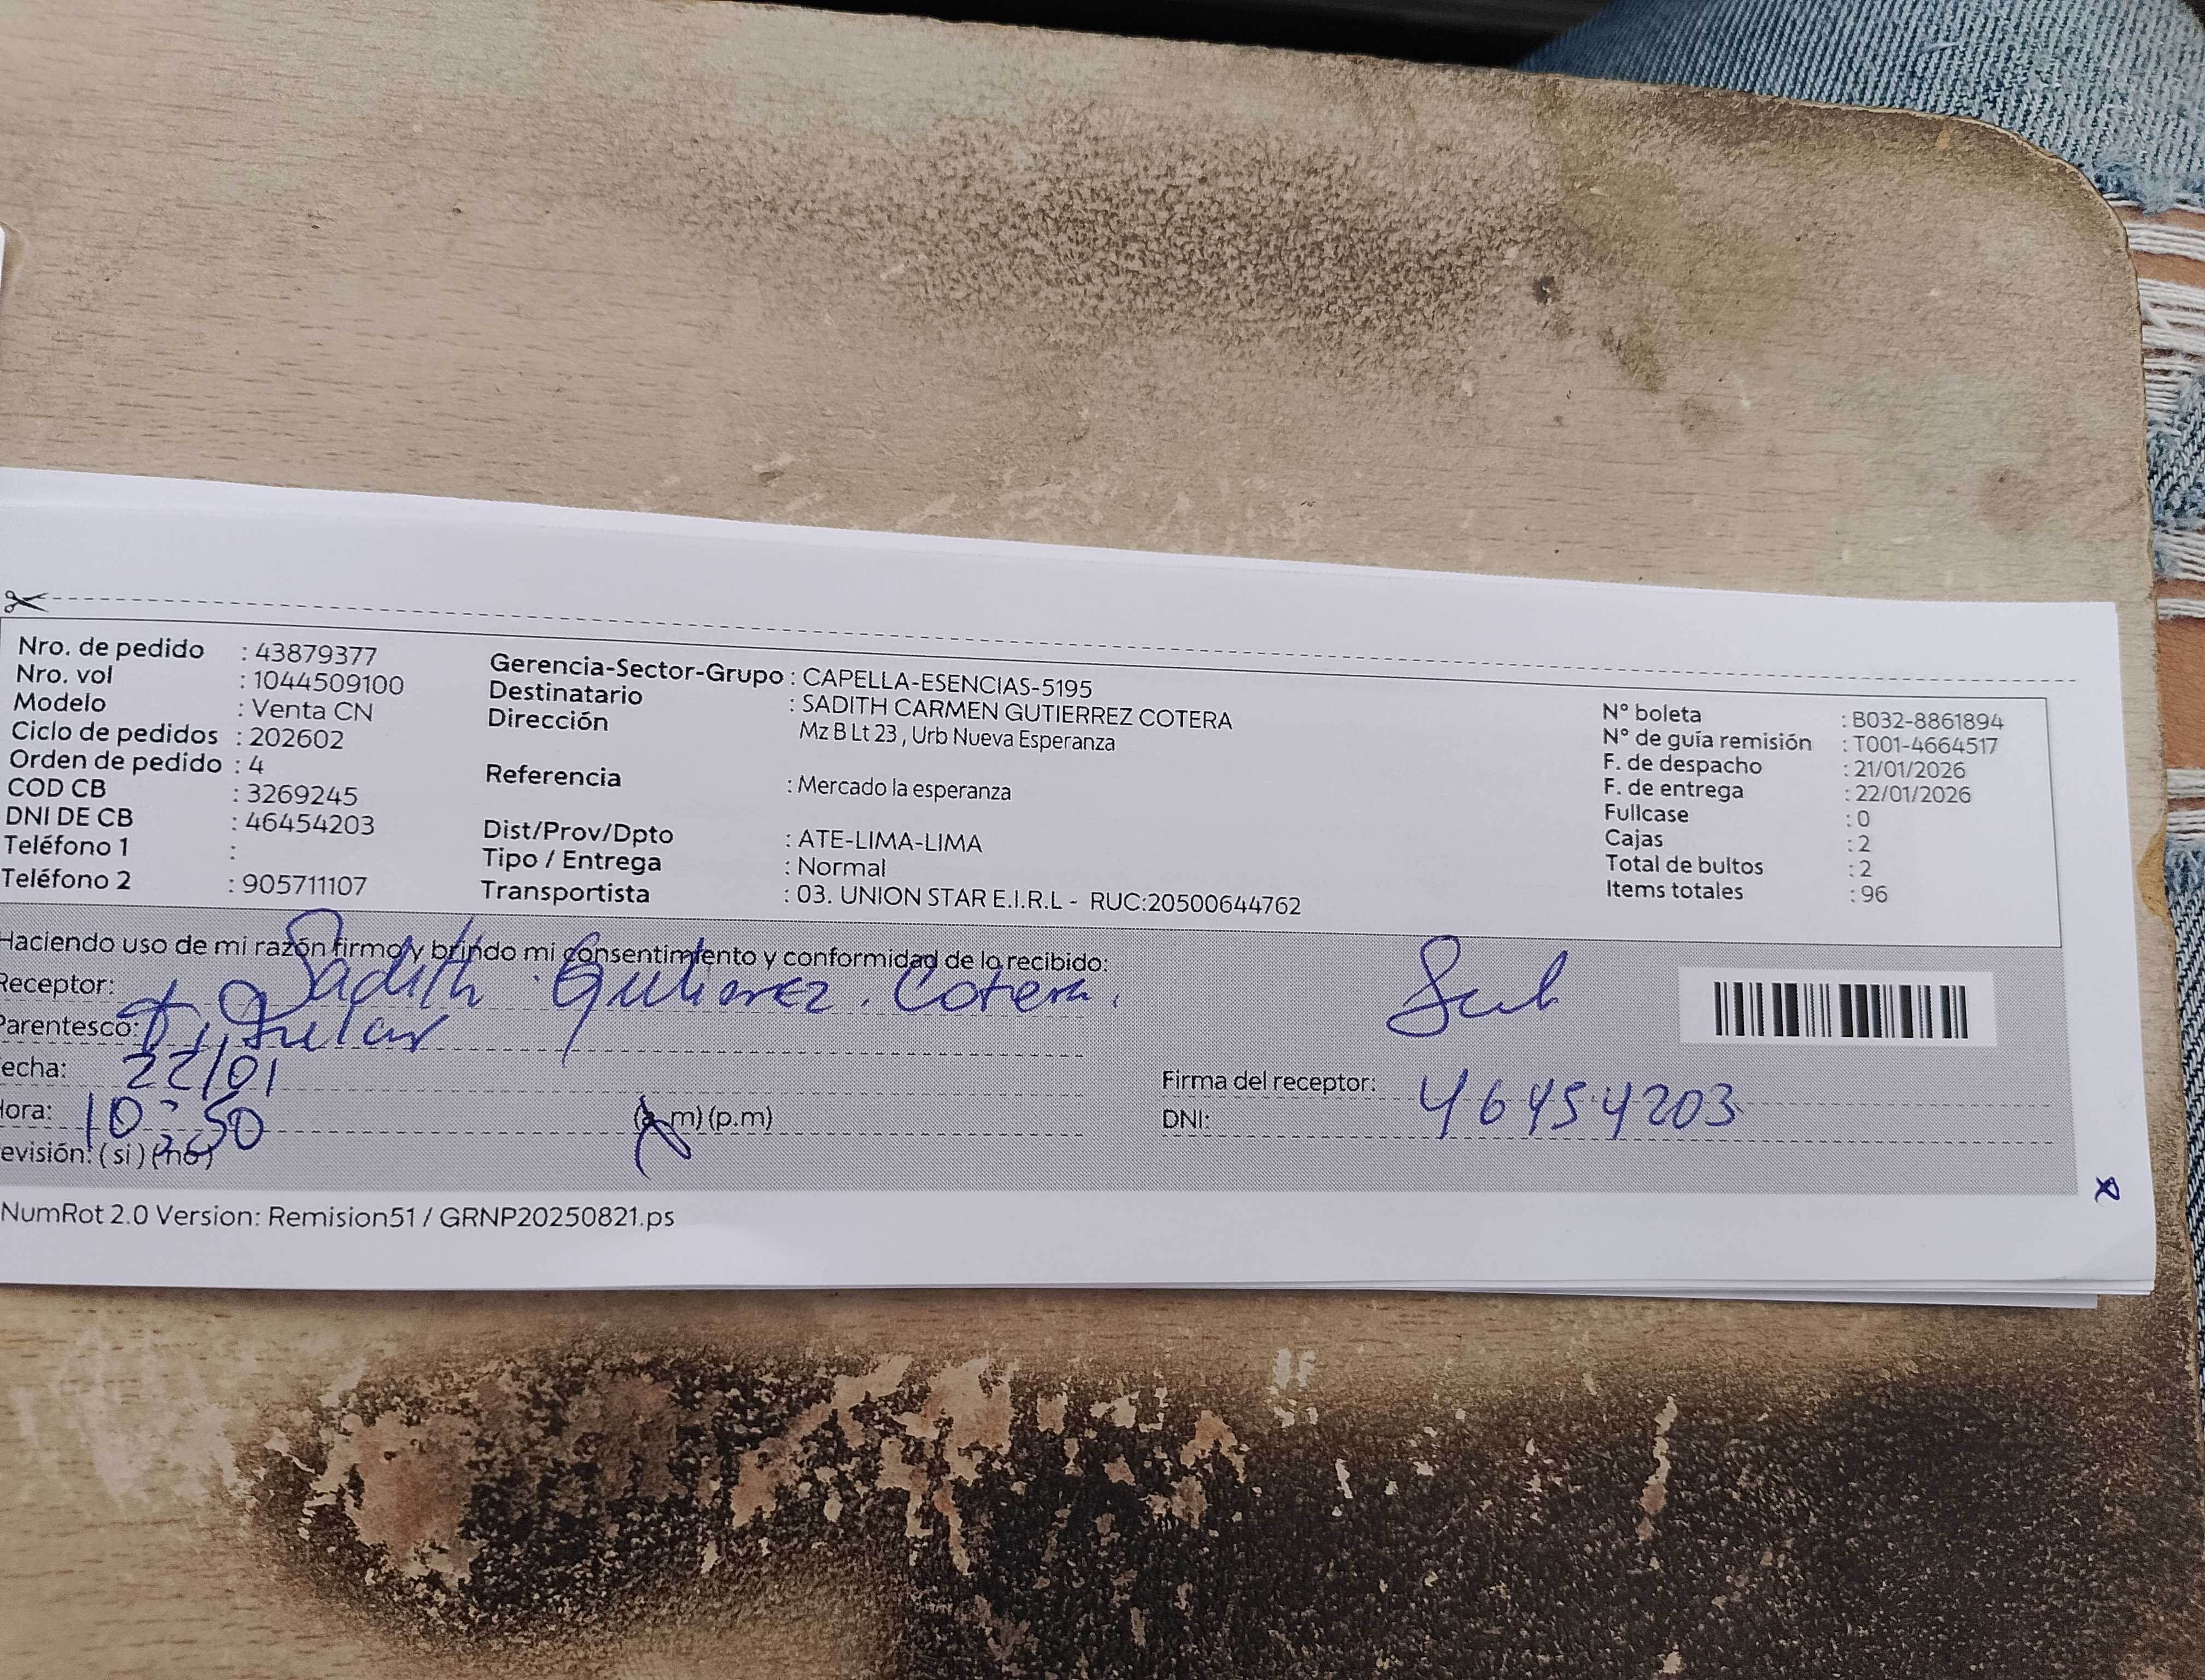 Nro. de pedido : 43879377
Nro. vol : 1044509100
Modelo : Venta CN
Ciclo de pedidos : 202602
Orden de pedido : 4
COD CB : 3269245
DNI DE CB : 46454203
Teléfono 1 :
Teléfono 2 : 905711107
Gerencia-Sector-Grupo : CAPELLA-ESENCIAS-5195
Destinatario : SADITH CARMEN GUTIERREZ COTERA
Dirección Mz B Lt 23 , Urb Nueva Esperanza
Referencia : Mercado la esperanza
Dist/Prov/Dpto : ATE-LIMA-LIMA
Tipo / Entrega : Normal
Transportista : 03. UNION STAR E.I.R.L - RUC:20500644762
N° boleta : B032-8861894
N° de guía remisión : T001-4664517
F. de despacho : 21/01/2026
F. de entrega : 22/01/2026
Fullcase : 0
Cajas : 2
Total de bultos : 2
Items totales : 96
Haciendo uso de mi razón firmo y brindo mi consentimiento y conformidad de lo recibido:
Receptor: Sadith Gutierrez Cotera
Parentesco: Titular
echa: 22/01
Hora: 10:50 (a.m) (p.m)
evisión: ( si ) ( no )
Firma del receptor:
DNI: 46454203
NumRot 2.0 Version: Remision51 / GRNP20250821.ps